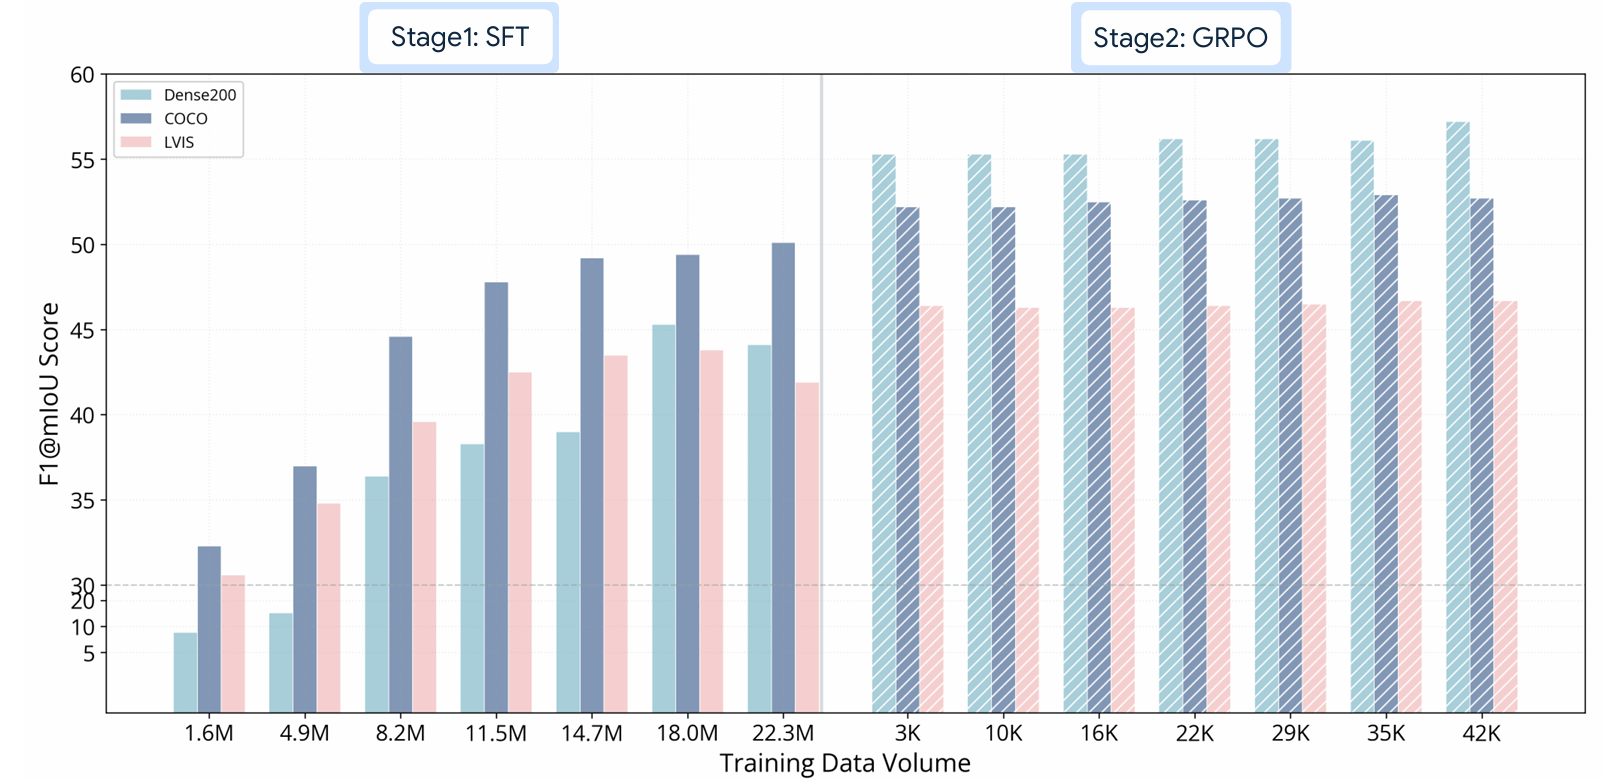 Stage1: SFT
Stage2: GRPO
Dense200
COCO
LVIS
60
55
50
45
40
35
30
20
10
5
F1@mIoU Score
1.6M 4.9M 8.2M 11.5M 14.7M 18.0M 22.3M 3K 10K 16K 22K 29K 35K 42K
Training Data Volume